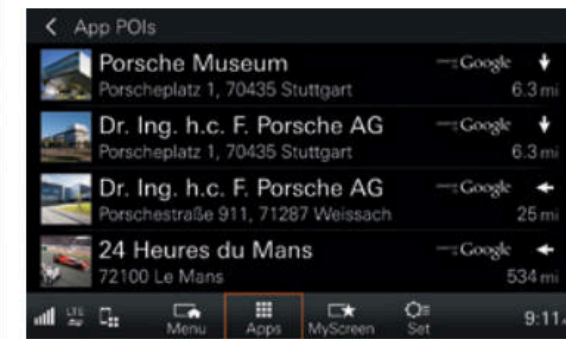 App POIs
Porsche Museum
Google
Porscheplatz 1, 70435 Stuttgart
6.3 mi
Dr. Ing. h.c. F. Porsche AG
Google
Porscheplatz 1, 70435 Stuttgart
6.3 mi
Dr. Ing. h.c. F. Porsche AG
Google
Porschestraße 911, 71287 Weissach
25 mi
24 Heures du Mans
Google
72100 Le Mans
534 mi
LTE
Menu
Apps
MyScreen
Set
9:11